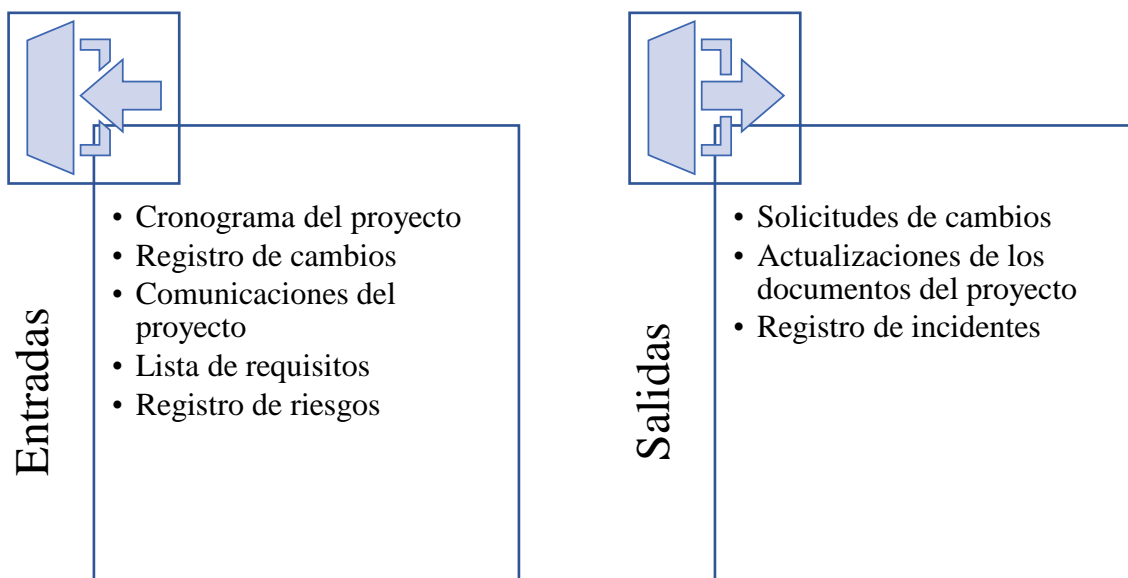 Entradas
• Cronograma del proyecto
• Registro de cambios
• Comunicaciones del
proyecto
• Lista de requisitos
• Registro de riesgos
Salidas
• Solicitudes de cambios
• Actualizaciones de los
documentos del proyecto
• Registro de incidentes